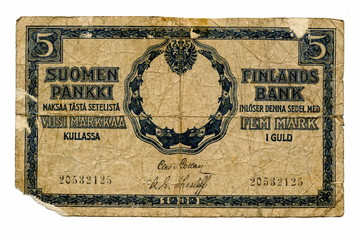 5 5
SUOMEN FINLANDS
PANKKI BANK
MAKSAA TÄSTÄ SETELISTÄ INLÖSER DENNA SEDEL MED
VIISI MARKKAA FEM MARK
KULLASSA I GULD
20532125 20532125
1909